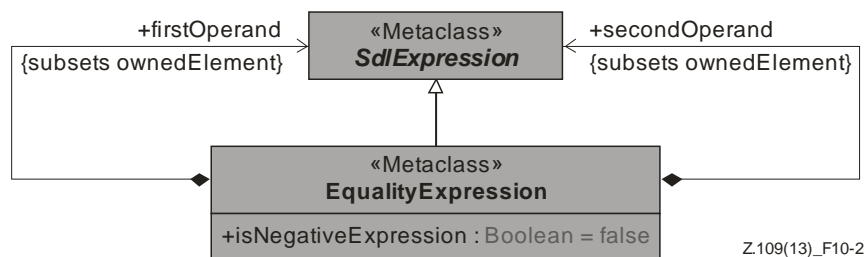 +firstOperand
{subsets ownedElement}
«Metaclass»
SdlExpression
+secondOperand
{subsets ownedElement}
«Metaclass»
EqualityExpression
+isNegativeExpression : Boolean = false
Z.109(13)_F10-2